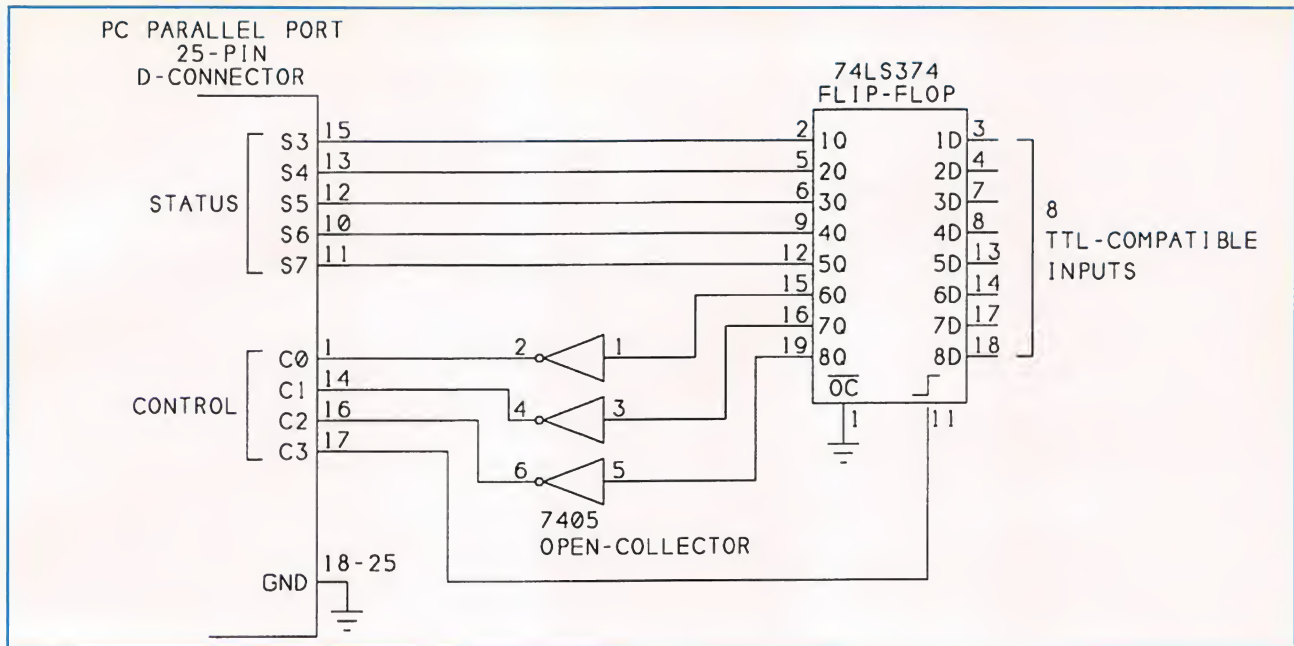 PC PARALLEL PORT
25-PIN
D-CONNECTOR
74LS374
FLIP-FLOP
STATUS
S3 15
S4 13
S5 12
S6 10
S7 11
2 1Q 1D 3
5 2Q 2D 4
6 3Q 3D 7
9 4Q 4D 8
12 5Q 5D 13
15 6Q 6D 14
16 7Q 7D 17
19 8Q 8D 18
OC
1
11
8
TTL-COMPATIBLE
INPUTS
CONTROL
C0 1
C1 14
C2 16
C3 17
2 1
4 3
6 5
7405
OPEN-COLLECTOR
GND 18-25